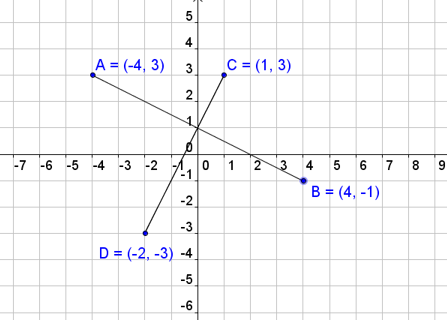 5
4
A = (-4, 3) 3 C = (1, 3)
2
1
0
-7 -6 -5 -4 -3 -2 -1 0 1 2 3 4 5 6 7 8 9
-1
B = (4, -1)
-2
-3
D = (-2, -3) -4
-5
-6